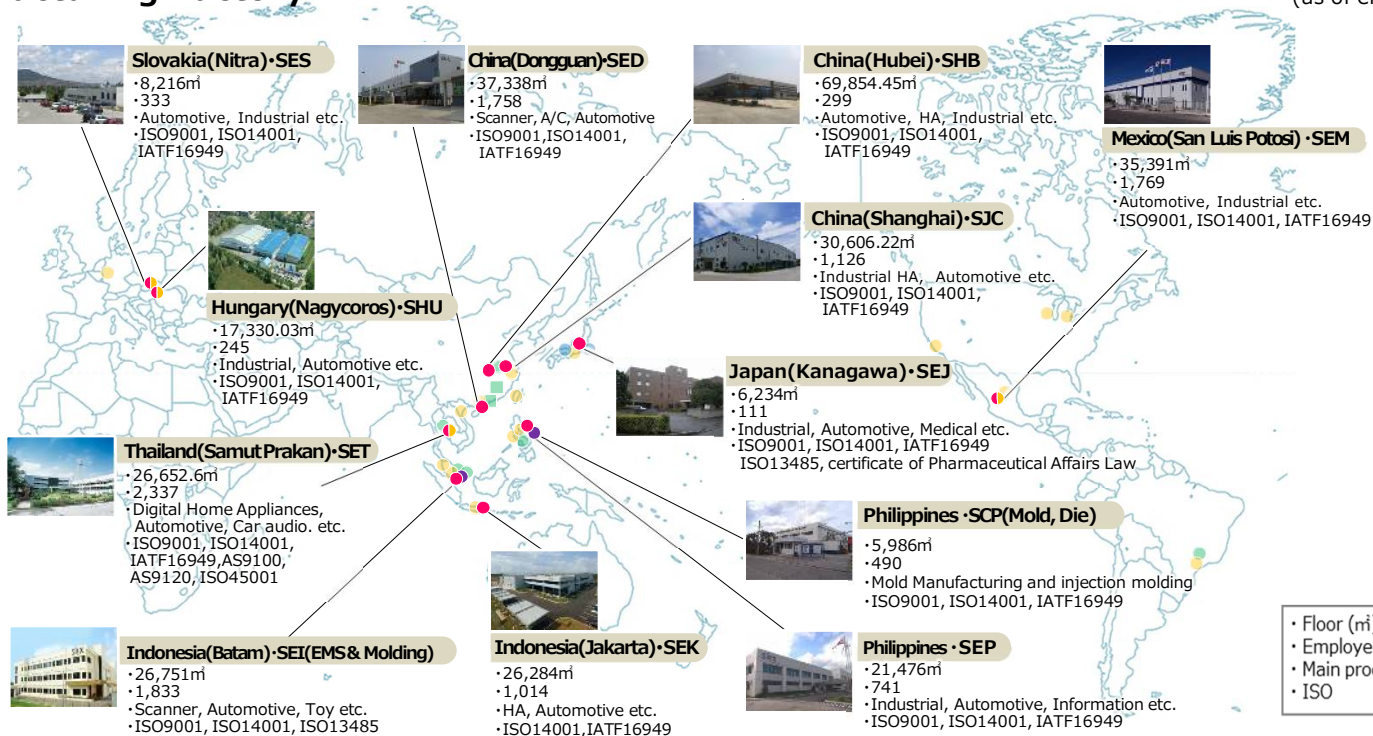 (as of
Slovakia(Nitra)・SES
・8,216㎡
・333
・Automotive, Industrial etc.
・ISO9001, ISO14001,
IATF16949
China(Dongguan)・SED
・37,338㎡
・1,758
・Scanner, A/C, Automotive
・ISO9001,ISO14001,
IATF16949
China(Hubei)・SHB
・69,854.45㎡
・299
・Automotive, HA, Industrial etc.
・ISO9001, ISO14001,
IATF16949
Mexico(San Luis Potosi)・SEM
・35,391㎡
・1,769
・Automotive, Industrial etc.
・ISO9001, ISO14001, IATF16949
Hungary(Nagycoros)・SHU
・17,330.03㎡
・245
・Industrial, Automotive etc.
・ISO9001, ISO14001,
IATF16949
China(Shanghai)・SJC
・30,606.22㎡
・1,126
・Industrial HA, Automotive etc.
・ISO9001, ISO14001,
IATF16949
Japan(Kanagawa)・SEJ
・6,234㎡
・111
・Industrial, Automotive, Medical etc.
・ISO9001, ISO14001, IATF16949
ISO13485, certificate of Pharmaceutical Affairs Law
Thailand(Samut Prakan)・SET
・26,652.6㎡
・2,337
・Digital Home Appliances,
Automotive, Car audio. etc.
・ISO9001, ISO14001,
IATF16949,AS9100,
AS9120, ISO45001
Philippines・SCP(Mold, Die)
・5,986㎡
・490
・Mold Manufacturing and injection molding
・ISO9001, ISO14001, IATF16949
Indonesia(Batam)・SEI(EMS& Molding)
・26,751㎡
・1,833
・Scanner, Automotive, Toy etc.
・ISO9001, ISO14001, ISO13485
Indonesia(Jakarta)・SEK
・26,284㎡
・1,014
・HA, Automotive etc.
・ISO14001,IATF16949
Philippines・SEP
・21,476㎡
・741
・Industrial, Automotive, Information etc.
・ISO9001, ISO14001, IATF16949
・Floor (㎡)
・Employe
・Main prod
・ISO